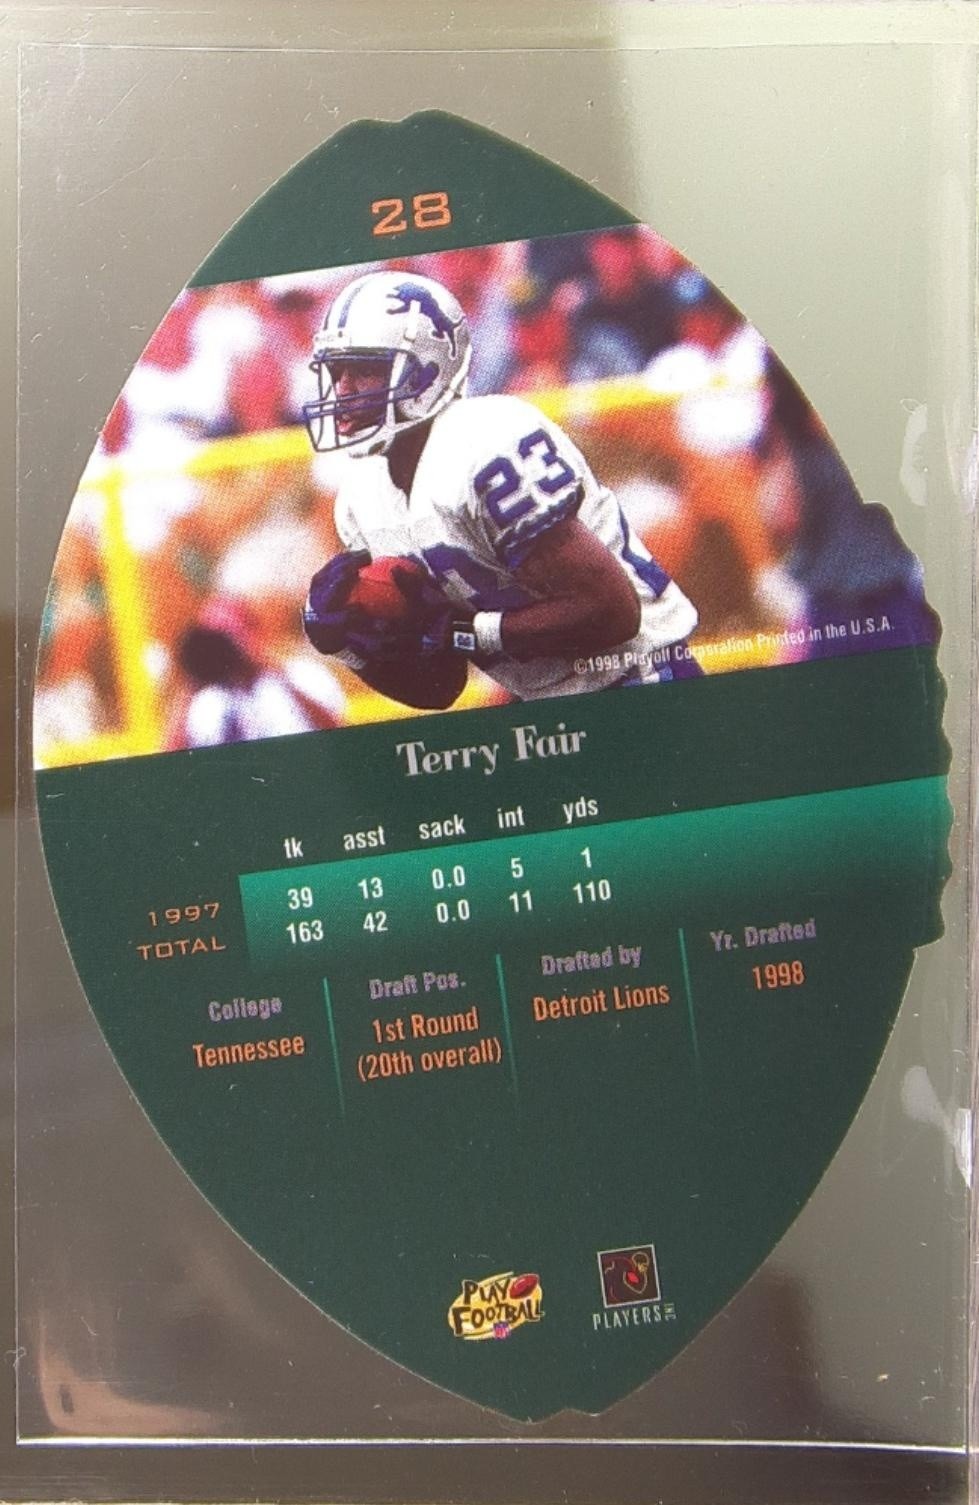 28
23
©1998 Playoff Corporation Printed in the U.S.A.
Terry Fair
tk asst sack int yds
1997 39 13 0.0 5 1
TOTAL 163 42 0.0 11 110
College Draft Pos. Drafted by Yr. Drafted
Tennessee 1st Round Detroit Lions 1998
(20th overall)
PLAY
FOOTBALL
PLAYERS INC